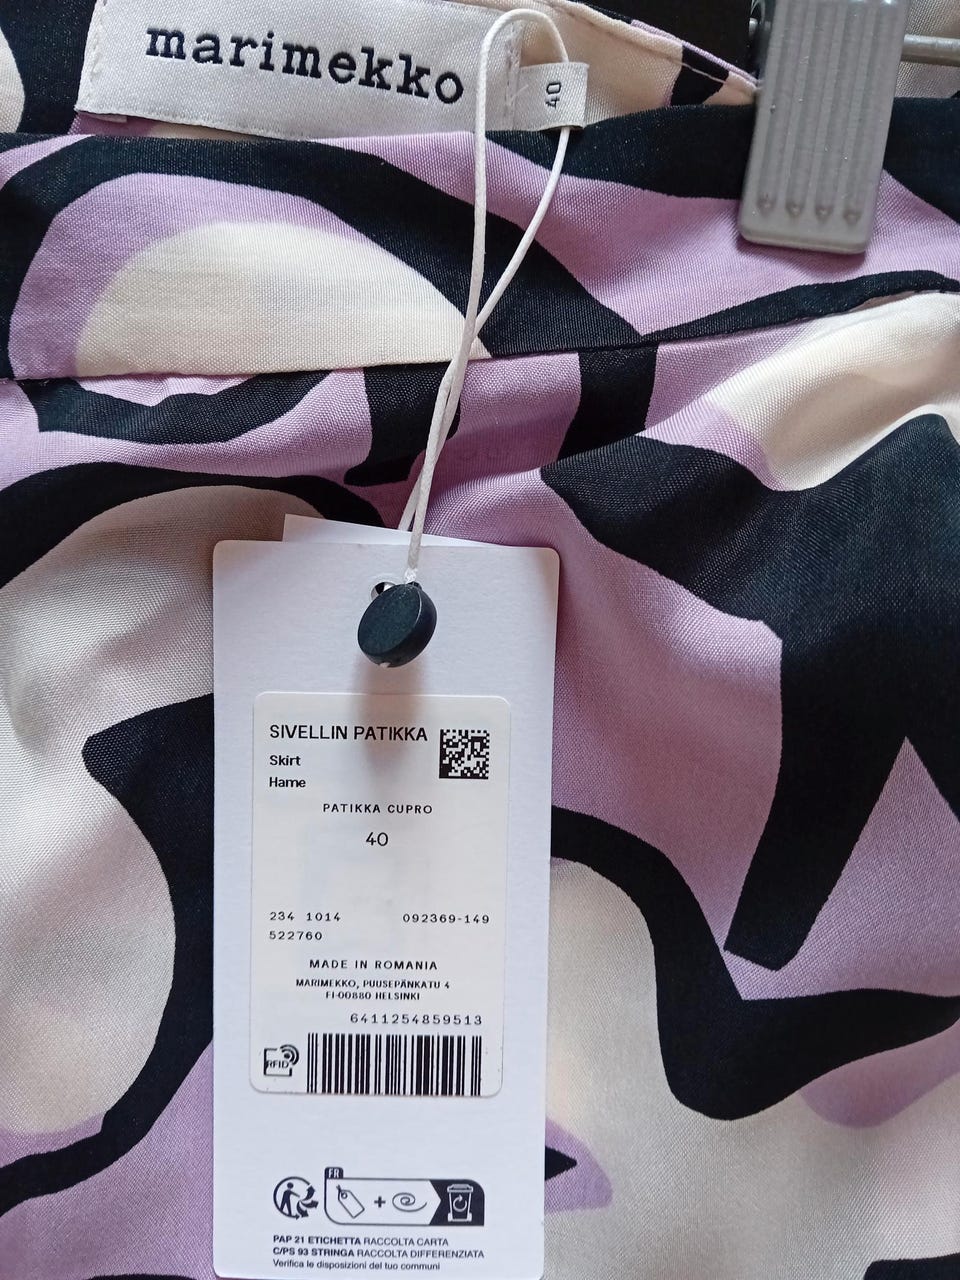 marimekko
40
SIVELLIN PATIKKA
Skirt
Hame
PATIKKA CUPRO
40
234 1014 092369-149
522760
MADE IN ROMANIA
MARIMEKKO, PUUSEPÄNKATU 4
FI-00880 HELSINKI
6411254859513
RFID
FR
PAP 21 ETICHETTA RACCOLTA CARTA
C/PS 93 STRINGA RACCOLTA DIFFERENZIATA
Verifica le disposizioni del tuo comuni